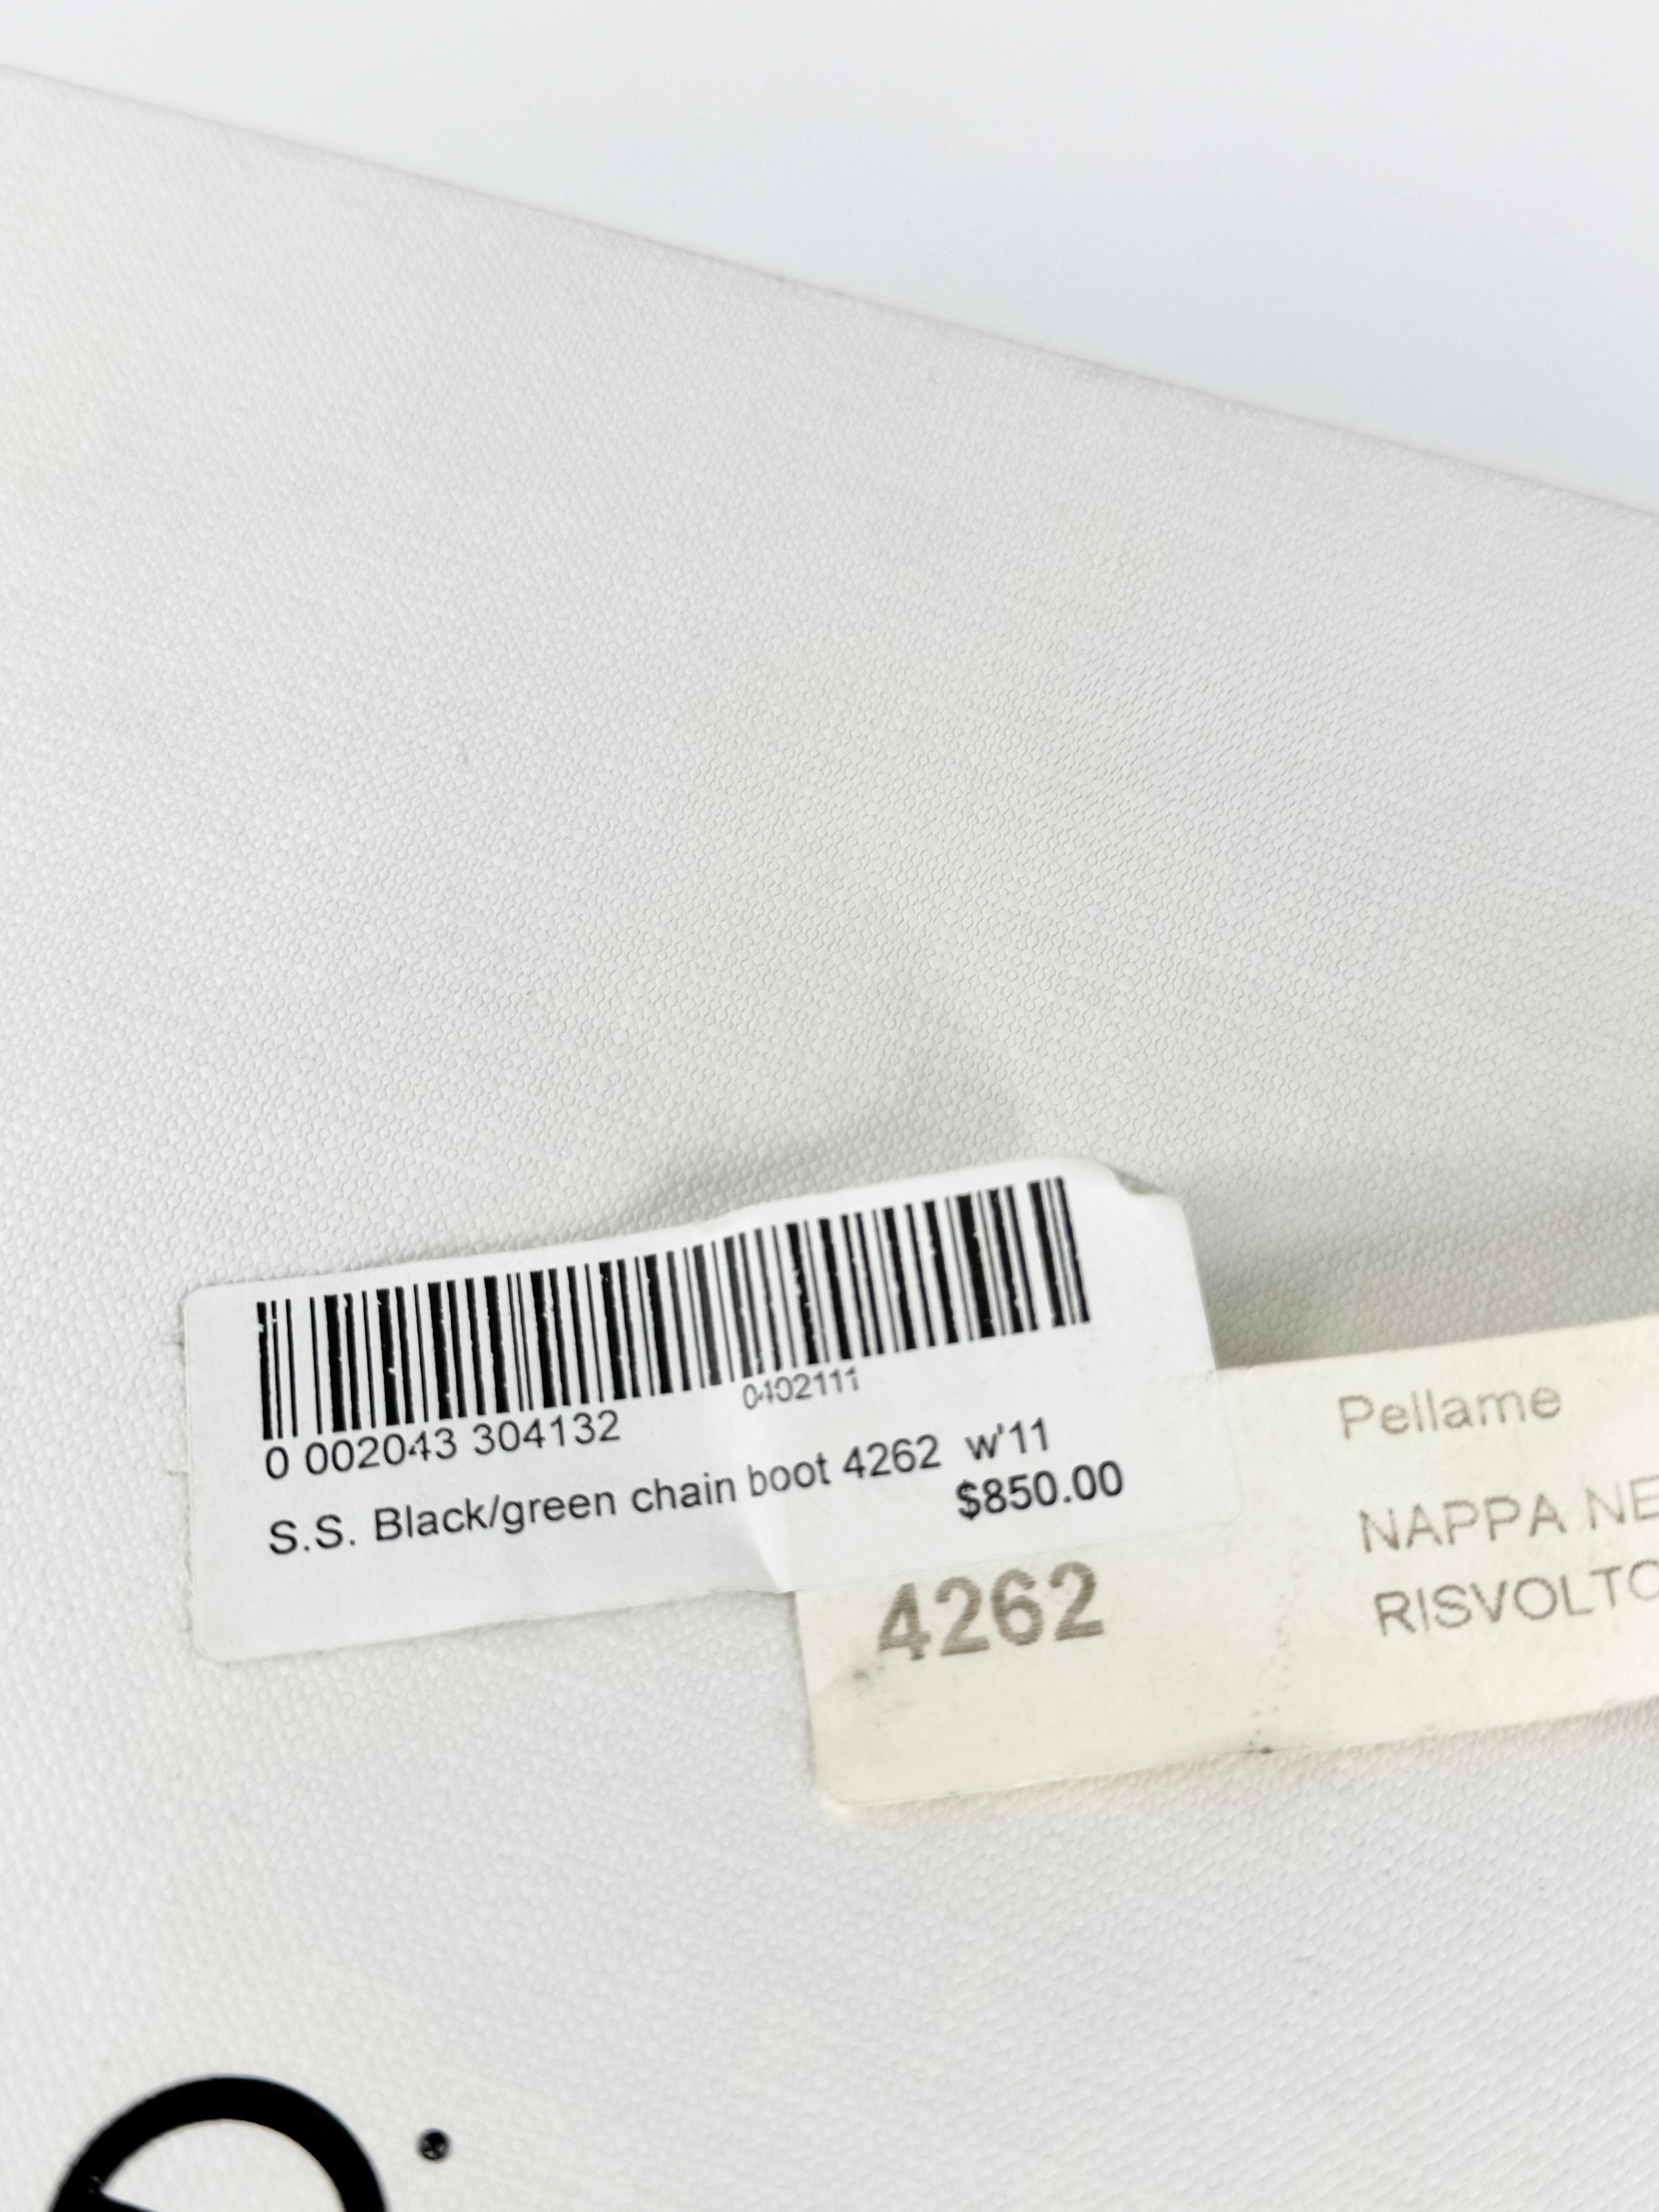 0 002043 304132
0402111
S.S. Black/green chain boot 4262 w'11
$850.00
4262
Pellame
NAPPA NE
RISVOLTO